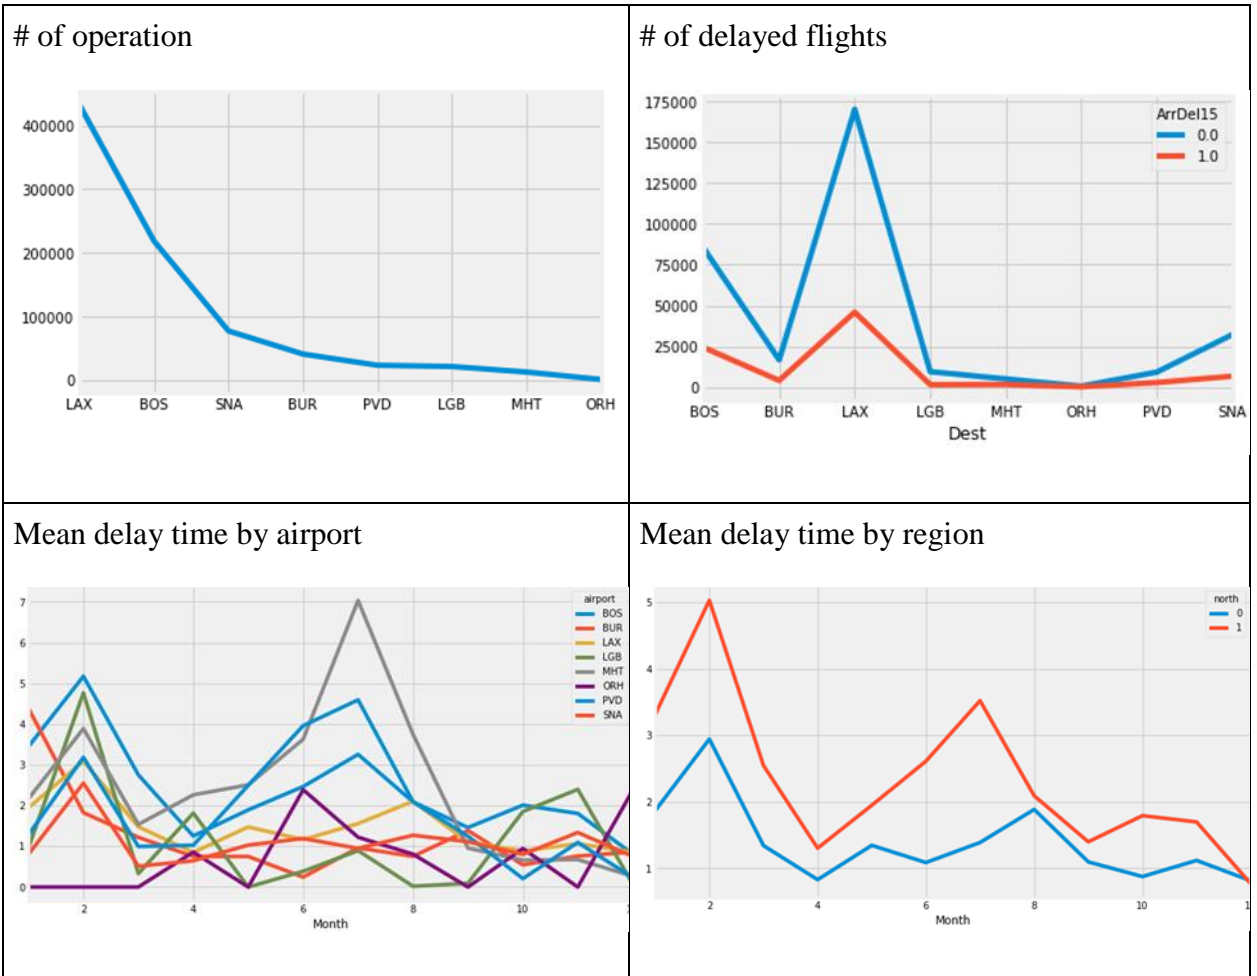 # of operation
400000
300000
200000
100000
0
LAX BOS SNA BUR PVD LGB MHT ORH
# of delayed flights
175000
150000
125000
100000
75000
50000
25000
0
ArrDel15
0.0
1.0
BOS BUR LAX LGB MHT ORH PVD SNA
Dest
Mean delay time by airport
7
6
5
4
3
2
1
0
airport
BOS
BUR
LAX
LGB
MHT
ORH
PVD
SNA
2 4 6 8 10 1
Month
Mean delay time by region
5
4
3
2
1
north
0
1
2 4 6 8 10 1
Month